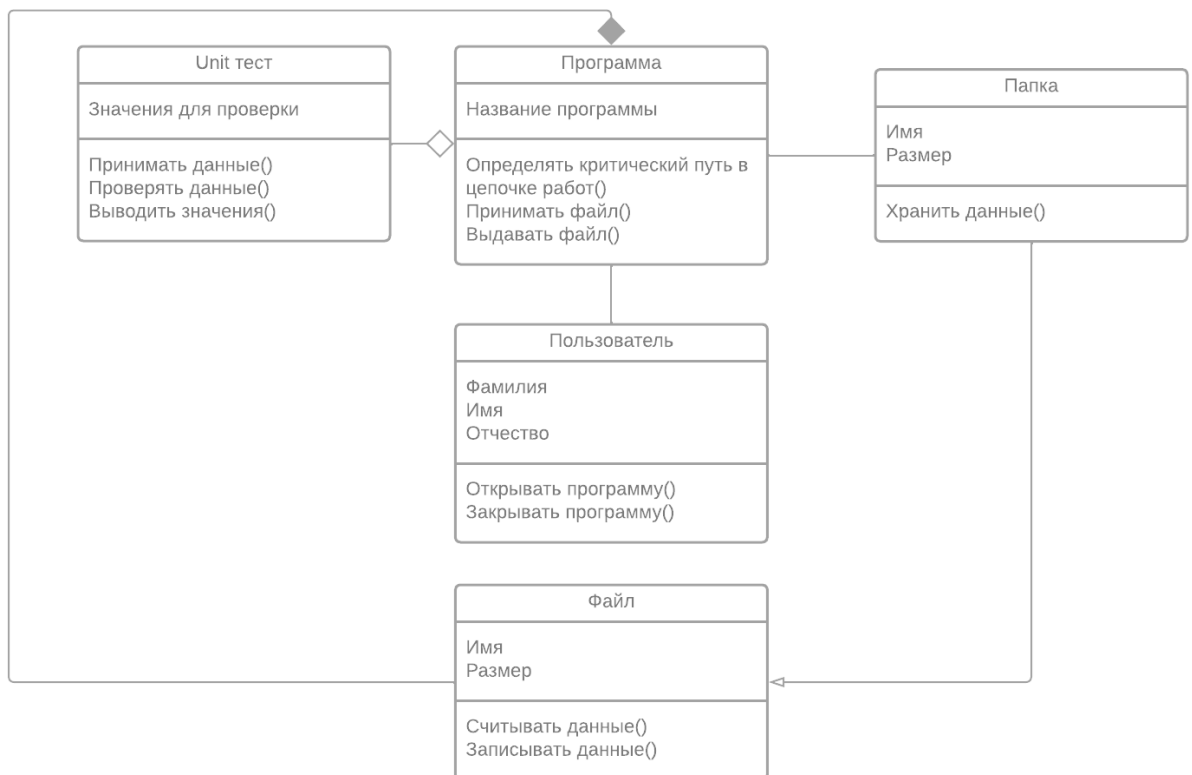 Unit тест
Значения для проверки
Принимать данные()
Проверять данные()
Выводить значения()
Программа
Название программы
Определять критический путь в
цепочке работ()
Принимать файл()
Выдавать файл()
Папка
Имя
Размер
Хранить данные()
Пользователь
Фамилия
Имя
Отчество
Открывать программу()
Закрывать программу()
Файл
Имя
Размер
Считывать данные()
Записывать данные()